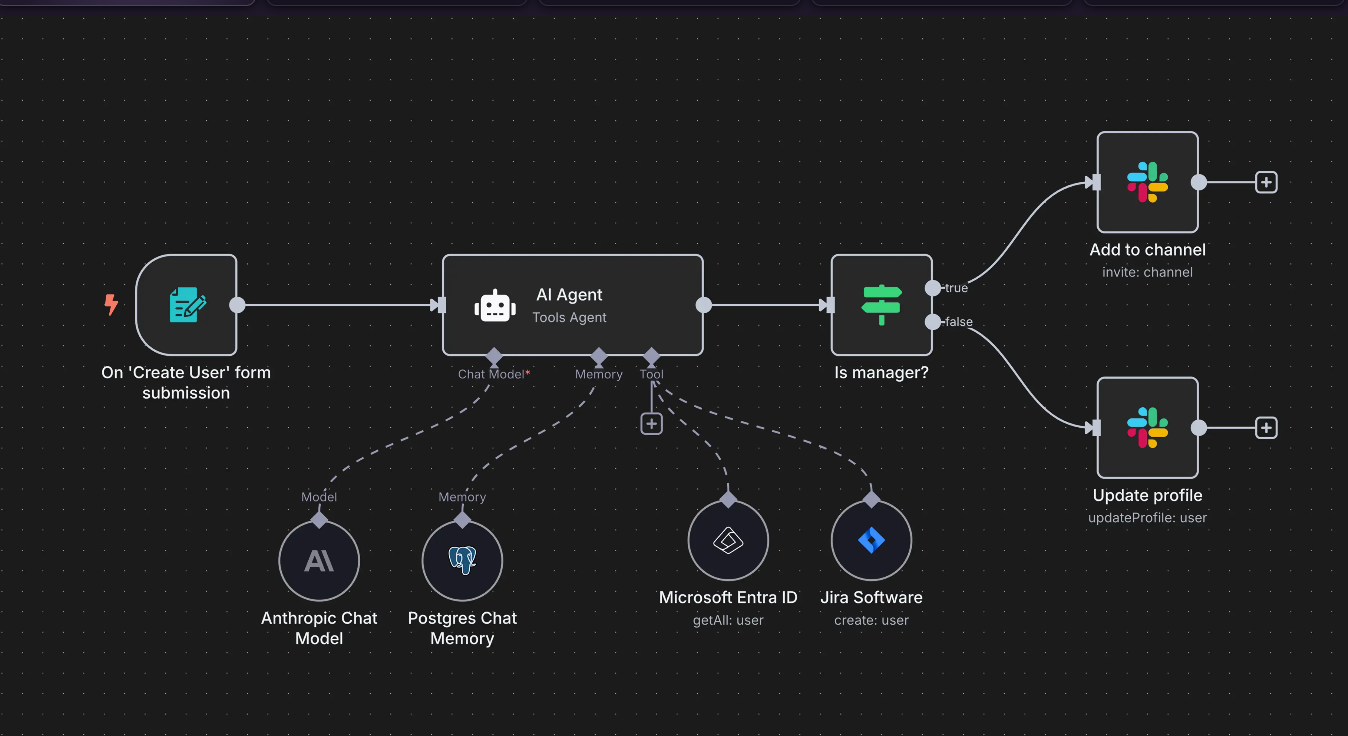 Add to channel
invite: channel
AI Agent
Tools Agent
true
false
On 'Create User' form
submission
Chat Model*
Memory
Tool
Is manager?
Model
Memory
Update profile
updateProfile: user
Anthropic Chat
Model
Postgres Chat
Memory
Microsoft Entra ID
getAll: user
Jira Software
create: user